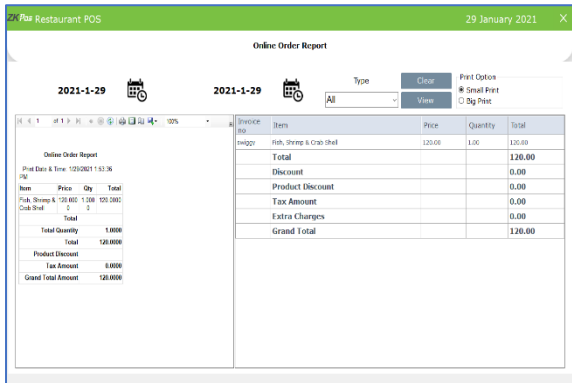 ZKPos Restaurant POS 29 January 2021 X
Online Order Report
2021-1-29 2021-1-29 Type All Clear View Print Opton Small Print Big Print
1 of 1 100%
Online Order Report
Print Date & Time 1/29/2021 1:53:36
PM
Item Price Qty Total
Fish, Shrimp & 120.000 1.000 120.0000
Crab Shell 0 0
Total
Total Quantity 1.0000
Total 120.0000
Product Discount
Tax Amount 0.0000
Grand Total Amount 120.0000
Invoice no Item Price Quantity Total
swiggy Fish, Shrimp & Crab Shell 120.00 1.00 120.00
Total 120.00
Discount 0.00
Product Discount 0.00
Tax Amount 0.00
Extra Charges 0.00
Grand Total 120.00